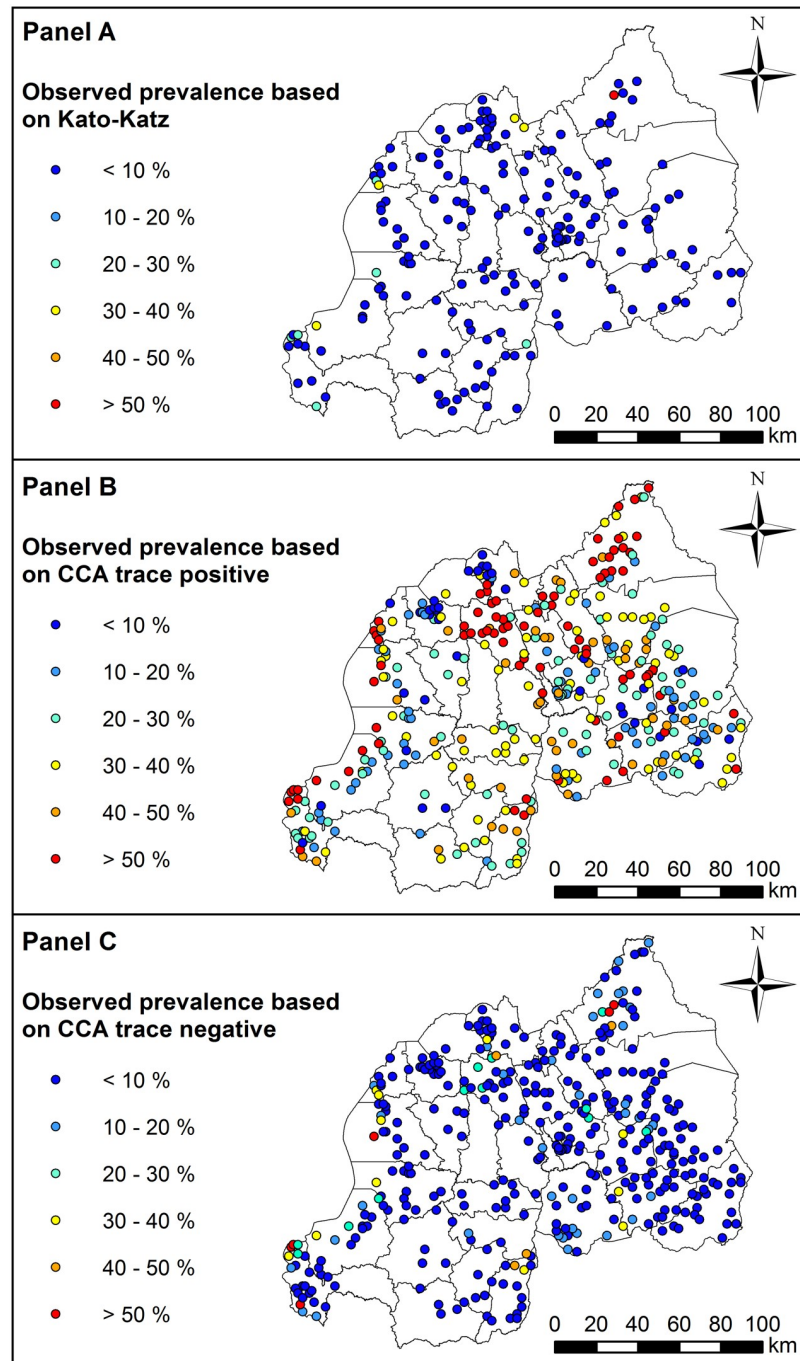 Panel A
N
Observed prevalence based
on Kato-Katz
< 10 %
10 - 20 %
20 - 30 %
30 - 40 %
40 - 50 %
> 50 %
0 20 40 60 80 100
km
Panel B
N
Observed prevalence based
on CCA trace positive
< 10 %
10 - 20 %
20 - 30 %
30 - 40 %
40 - 50 %
> 50 %
0 20 40 60 80 100
km
Panel C
N
Observed prevalence based
on CCA trace negative
< 10 %
10 - 20 %
20 - 30 %
30 - 40 %
40 - 50 %
> 50 %
0 20 40 60 80 100
km